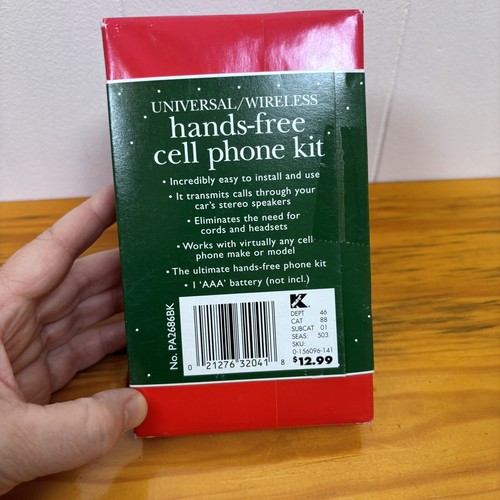 UNIVERSAL/WIRELESS
hands-free
cell phone kit
• Incredibly easy to install and use
• It transmits calls through your
car's stereo speakers
• Eliminates the need for
cords and headsets
• Works with virtually any cell
phone make or model
• The ultimate hands-free phone kit
• 1 'AAA' battery (not incl.)
No. PA2686BK
0 21276 32041 8
K
DEPT 46
CAT 88
SUBCAT 01
SEAS: 503
SKU:
0-156096-141
$12.99